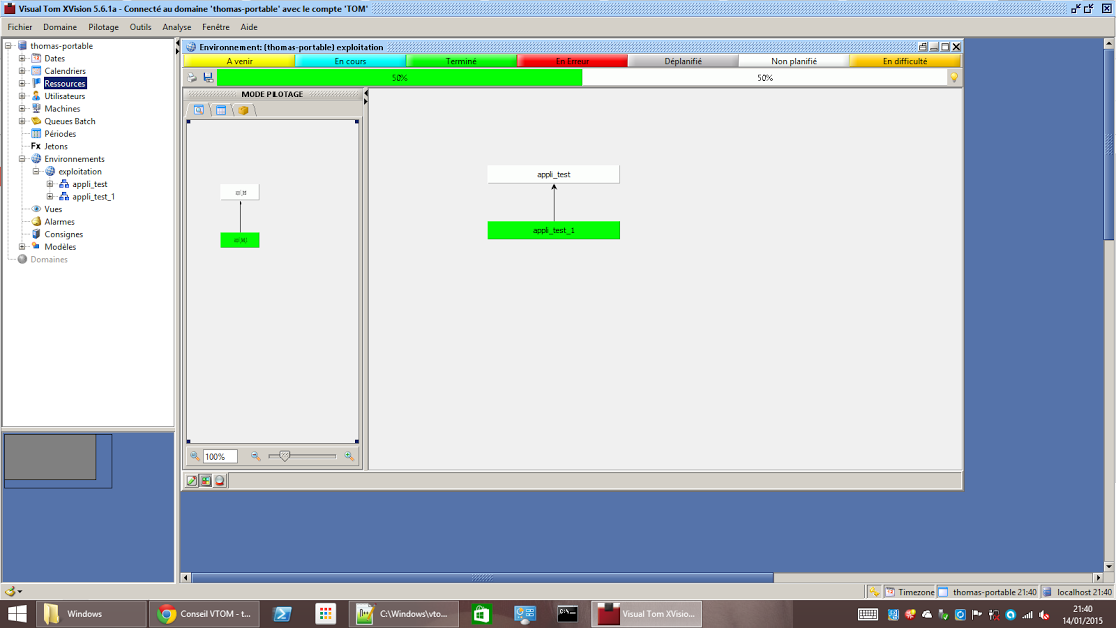 Visual Tom XVision 5.6.1a - Connecté au domaine 'thomas-portable' avec le compte 'TOM'
Fichier Domaine Pilotage Outils Analyse Fenêtre Aide
thomas-portable
Dates
Calendriers
Ressources
Utilisateurs
Machines
Queues Batch
Périodes
Fx Jetons
Environnements
exploitation
appli_test
appli_test_1
Vues
Alarmes
Consignes
Modèles
Domaines
Environnement: (thomas-portable) exploitation
A venir En cours Terminé En Erreur Déplanifié Non planifié En difficulté
50% 50%
MODE PILOTAGE
100%
appli_test
appli_test_1
Timezone thomas-portable 21:40 localhost 21:40
Windows Conseil VTOM - t... C:\Windows\vto... Visual Tom XVisio...
21:40
14/01/2015